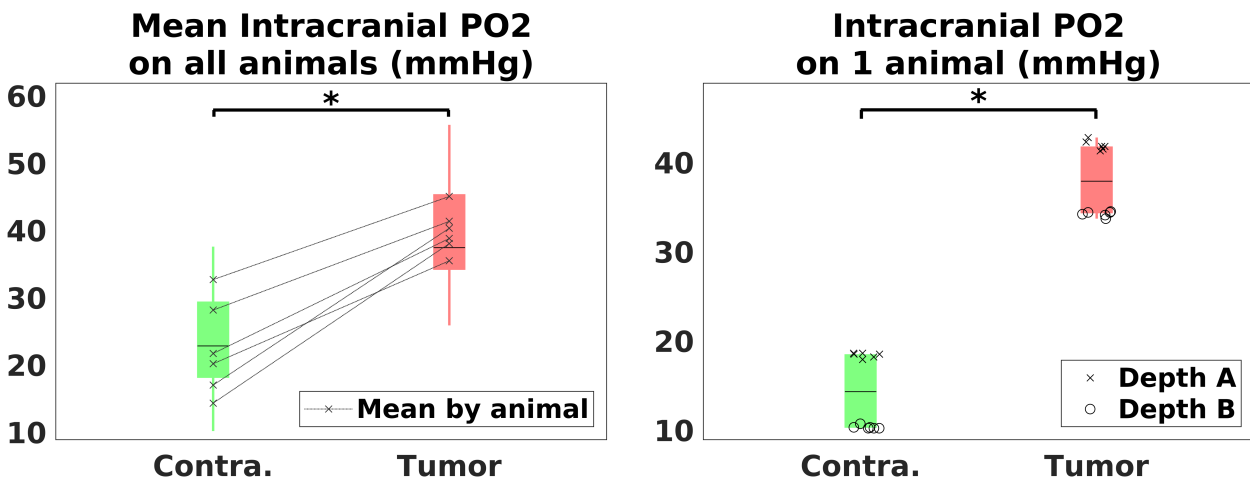 Mean Intracranial PO2
on all animals (mmHg)
60
50
40
30
20
10
*
Contra.
Tumor
Mean by animal
Intracranial PO2
on 1 animal (mmHg)
40
30
20
10
*
Contra.
Tumor
Depth A
Depth B